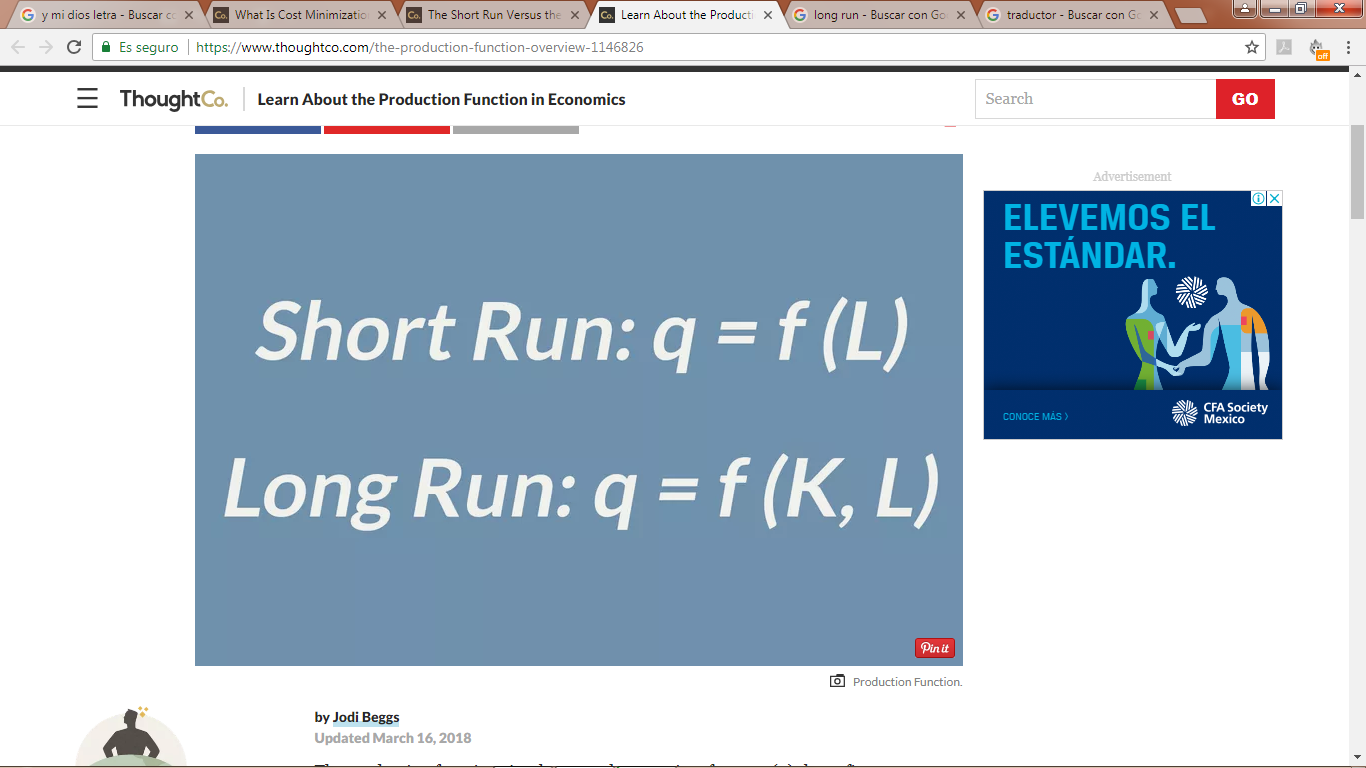 y mi dios letra - Buscar co
What Is Cost Minimizatio
The Short Run Versus the
Learn About the Producti
long run - Buscar con Go
traductor - Buscar con Go
Es seguro
https://www.thoughtco.com/the-production-function-overview-1146826
off
ThoughtCo.
Learn About the Production Function in Economics
Search
GO
Short Run: q = f (L)
Long Run: q = f (K, L)
Pin it
Production Function.
Advertisement
ELEVEMOS EL
ESTÁNDAR.
CONOCE MÁS
CFA Society
Mexico
by Jodi Beggs
Updated March 16, 2018